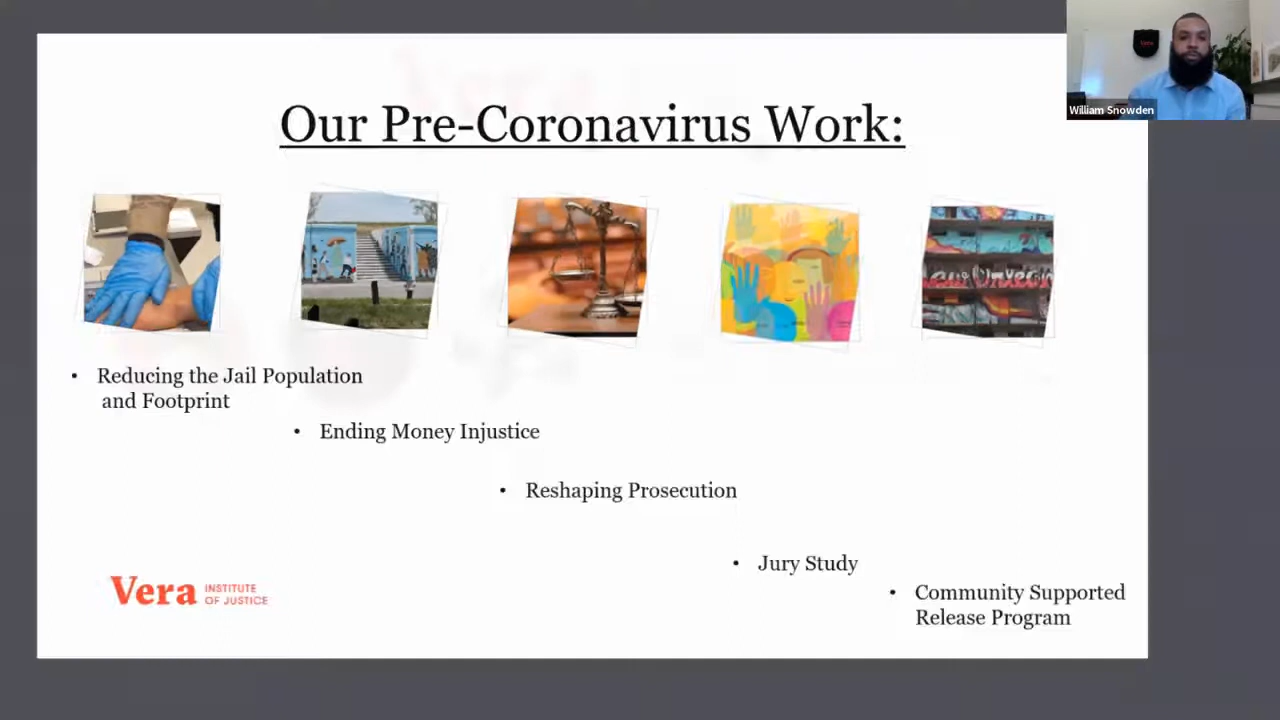 Our Pre-Coronavirus Work:
William Snowden
• Reducing the Jail Population
and Footprint
• Ending Money Injustice
• Reshaping Prosecution
• Jury Study
• Community Supported
Release Program
Vera INSTITUTE
OF JUSTICE